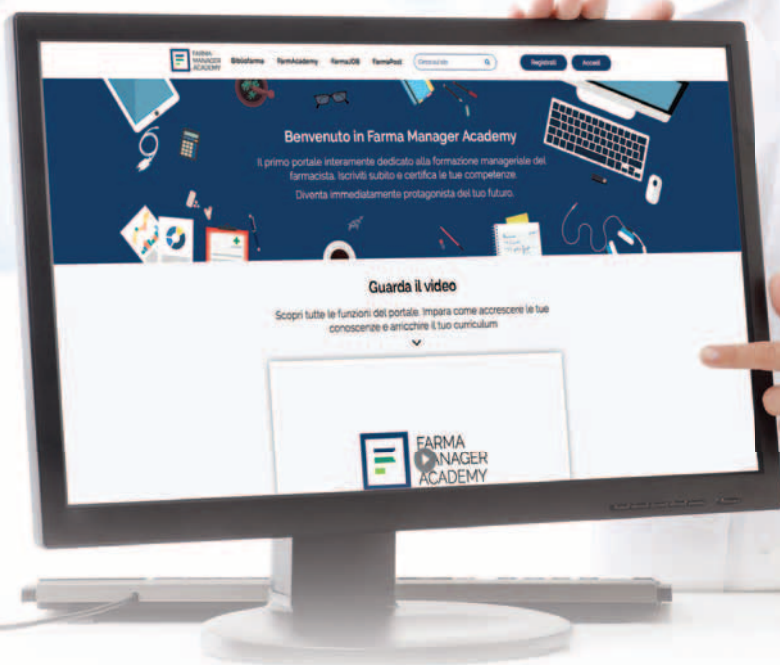 FARMA
MANAGER
ACADEMY
Bibliofarma FarmAcademy FarmaJOB FarmaPost Registrati Accedi
Benvenuto in Farma Manager Academy
Il primo portale interamente dedicato alla formazione manageriale del
farmacista. Iscriviti subito e certifica le tue competenze.
Diventa immediatamente protagonista del tuo futuro.
Guarda il video
Scopri tutte le funzioni del portale. Impara come accrescere le tue
conoscenze e arricchire il tuo curriculum
FARMA
MANAGER
ACADEMY